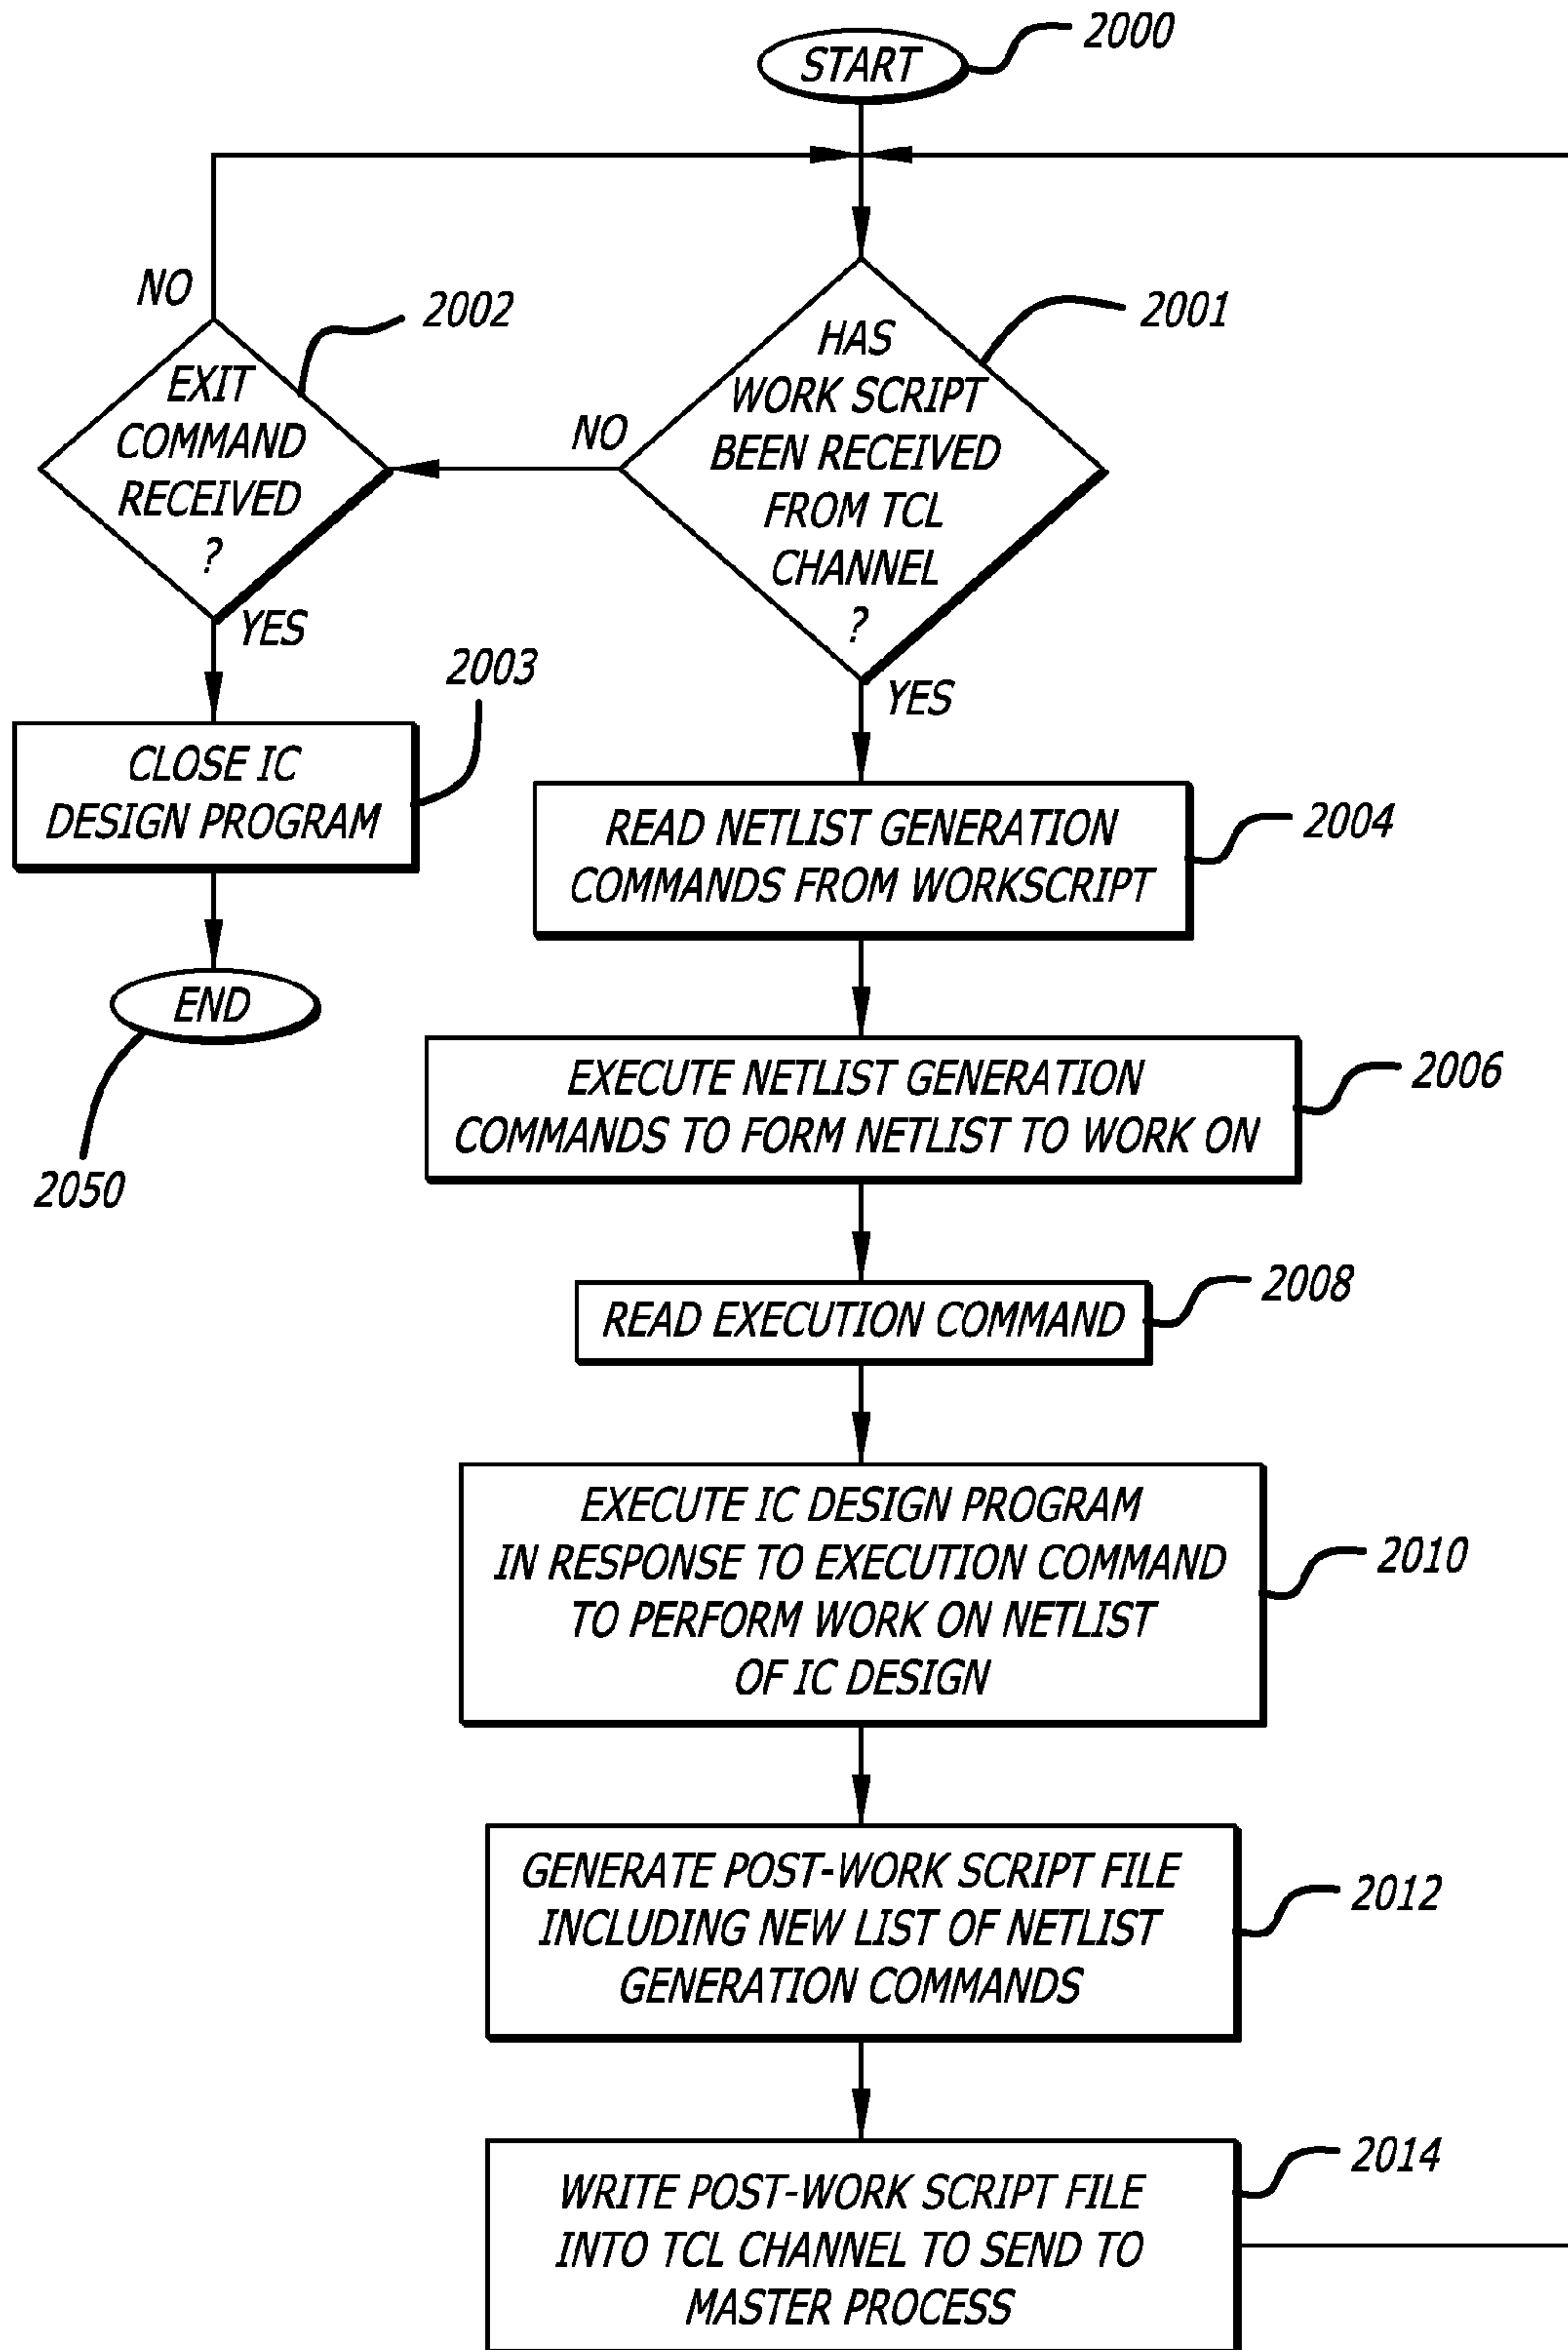 START
2000
NO
2002
EXIT
COMMAND
RECEIVED
?
YES
NO
2001
HAS
WORK SCRIPT
BEEN RECEIVED
FROM TCL
CHANNEL
?
YES
2003
CLOSE IC
DESIGN PROGRAM
END
2050
READ NETLIST GENERATION
COMMANDS FROM WORKSCRIPT
2004
EXECUTE NETLIST GENERATION
COMMANDS TO FORM NETLIST TO WORK ON
2006
READ EXECUTION COMMAND
2008
EXECUTE IC DESIGN PROGRAM
IN RESPONSE TO EXECUTION COMMAND
TO PERFORM WORK ON NETLIST
OF IC DESIGN
2010
GENERATE POST-WORK SCRIPT FILE
INCLUDING NEW LIST OF NETLIST
GENERATION COMMANDS
2012
WRITE POST-WORK SCRIPT FILE
INTO TCL CHANNEL TO SEND TO
MASTER PROCESS
2014